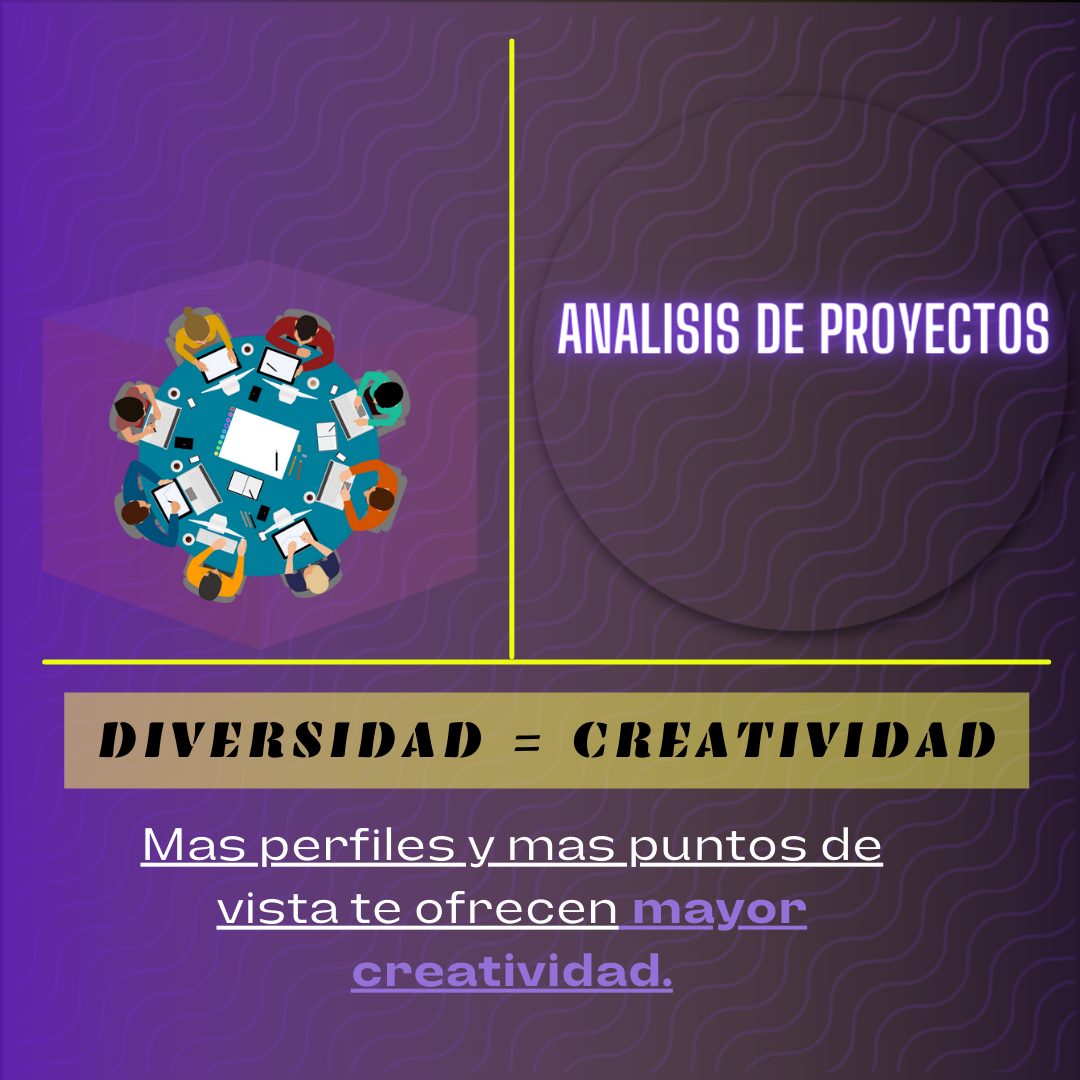 ANALISIS DE PROYECTOS
DIVERSIDAD = CREATIVIDAD
Mas perfiles y mas puntos de
vista te ofrecen mayor
creatividad.